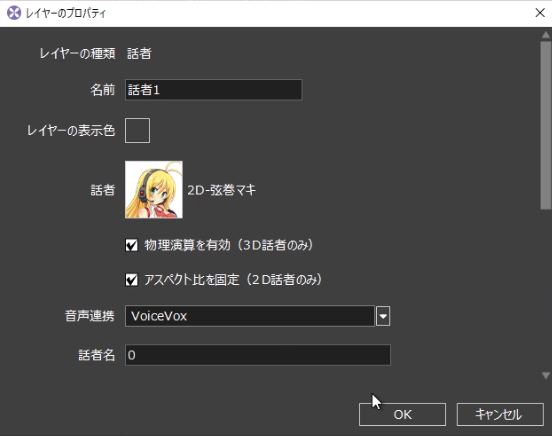 レイヤーのプロパティ
レイヤーの種類 話者
名前 話者1
レイヤーの表示色
話者 2D-弦巻マキ
物理演算を有効（3D話者のみ）
アスペクト比を固定（2D話者のみ）
音声連携 VoiceVox
話者名 0
OK キャンセル